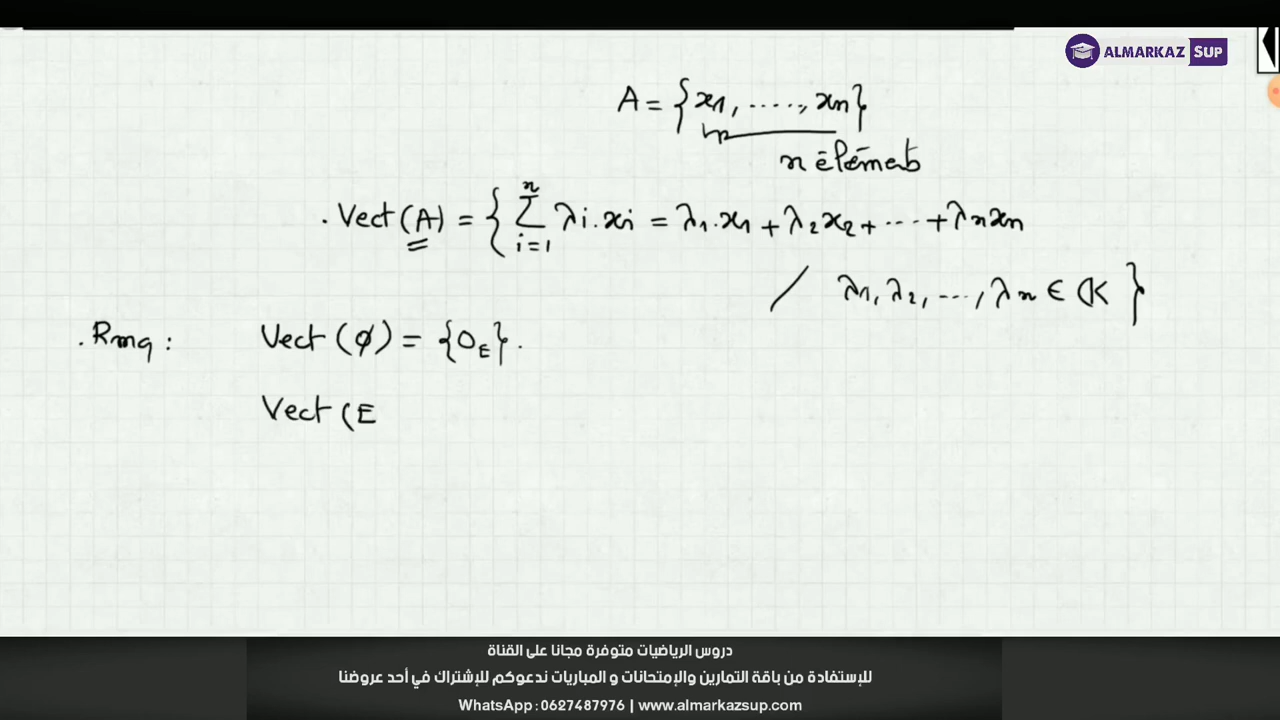 ALMARKAZ SUP
A = {x1, ....., xn}
n éléments
. Vect(A) = { n∑i=1 λi.xi = λ1.x1 + λ2x2 + ... + λnxn
/ λ1, λ2, ..., λn ∈ 𝕂 }
. Rmq : Vect(∅) = {0E}.
Vect(E
دروس الرياضيات متوفرة مجانا على القناة
للإستفادة من باقة التمارين والإمتحانات و المباريات ندعوكم للإشتراك في أحد عروضنا
WhatsApp : 0627487976 | www.almarkazsup.com